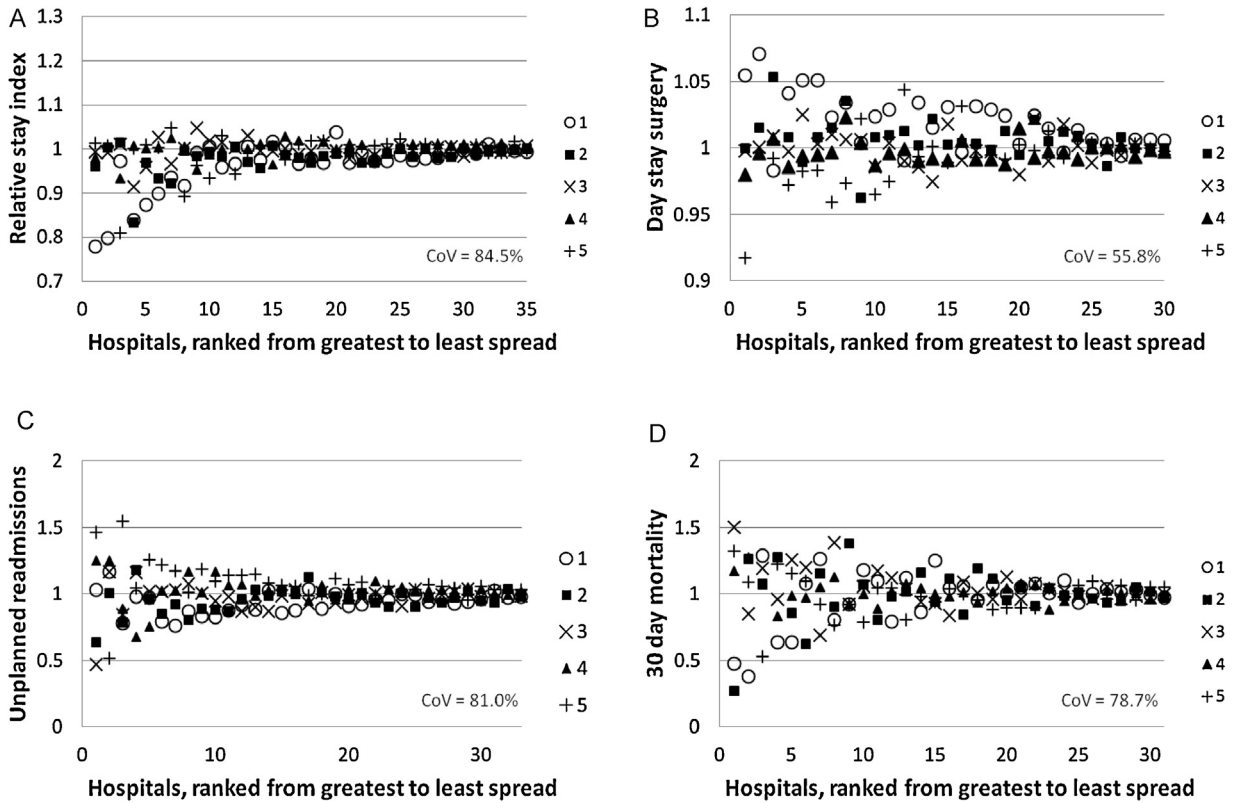 A
Relative stay index
1.3
1.2
1.1
1
0.9
0.8
0.7
0 5 10 15 20 25 30 35
Hospitals, ranked from greatest to least spread
CoV = 84.5%
1
2
3
4
5
B
Day stay surgery
1.1
1.05
1
0.95
0.9
0 5 10 15 20 25 30
Hospitals, ranked from greatest to least spread
CoV = 55.8%
1
2
3
4
5
C
Unplanned readmissions
2
1.5
1
0.5
0
0 10 20 30
Hospitals, ranked from greatest to least spread
CoV = 81.0%
1
2
3
4
5
D
30 day mortality
2
1.5
1
0.5
0
0 5 10 15 20 25 30
Hospitals, ranked from greatest to least spread
CoV = 78.7%
1
2
3
4
5